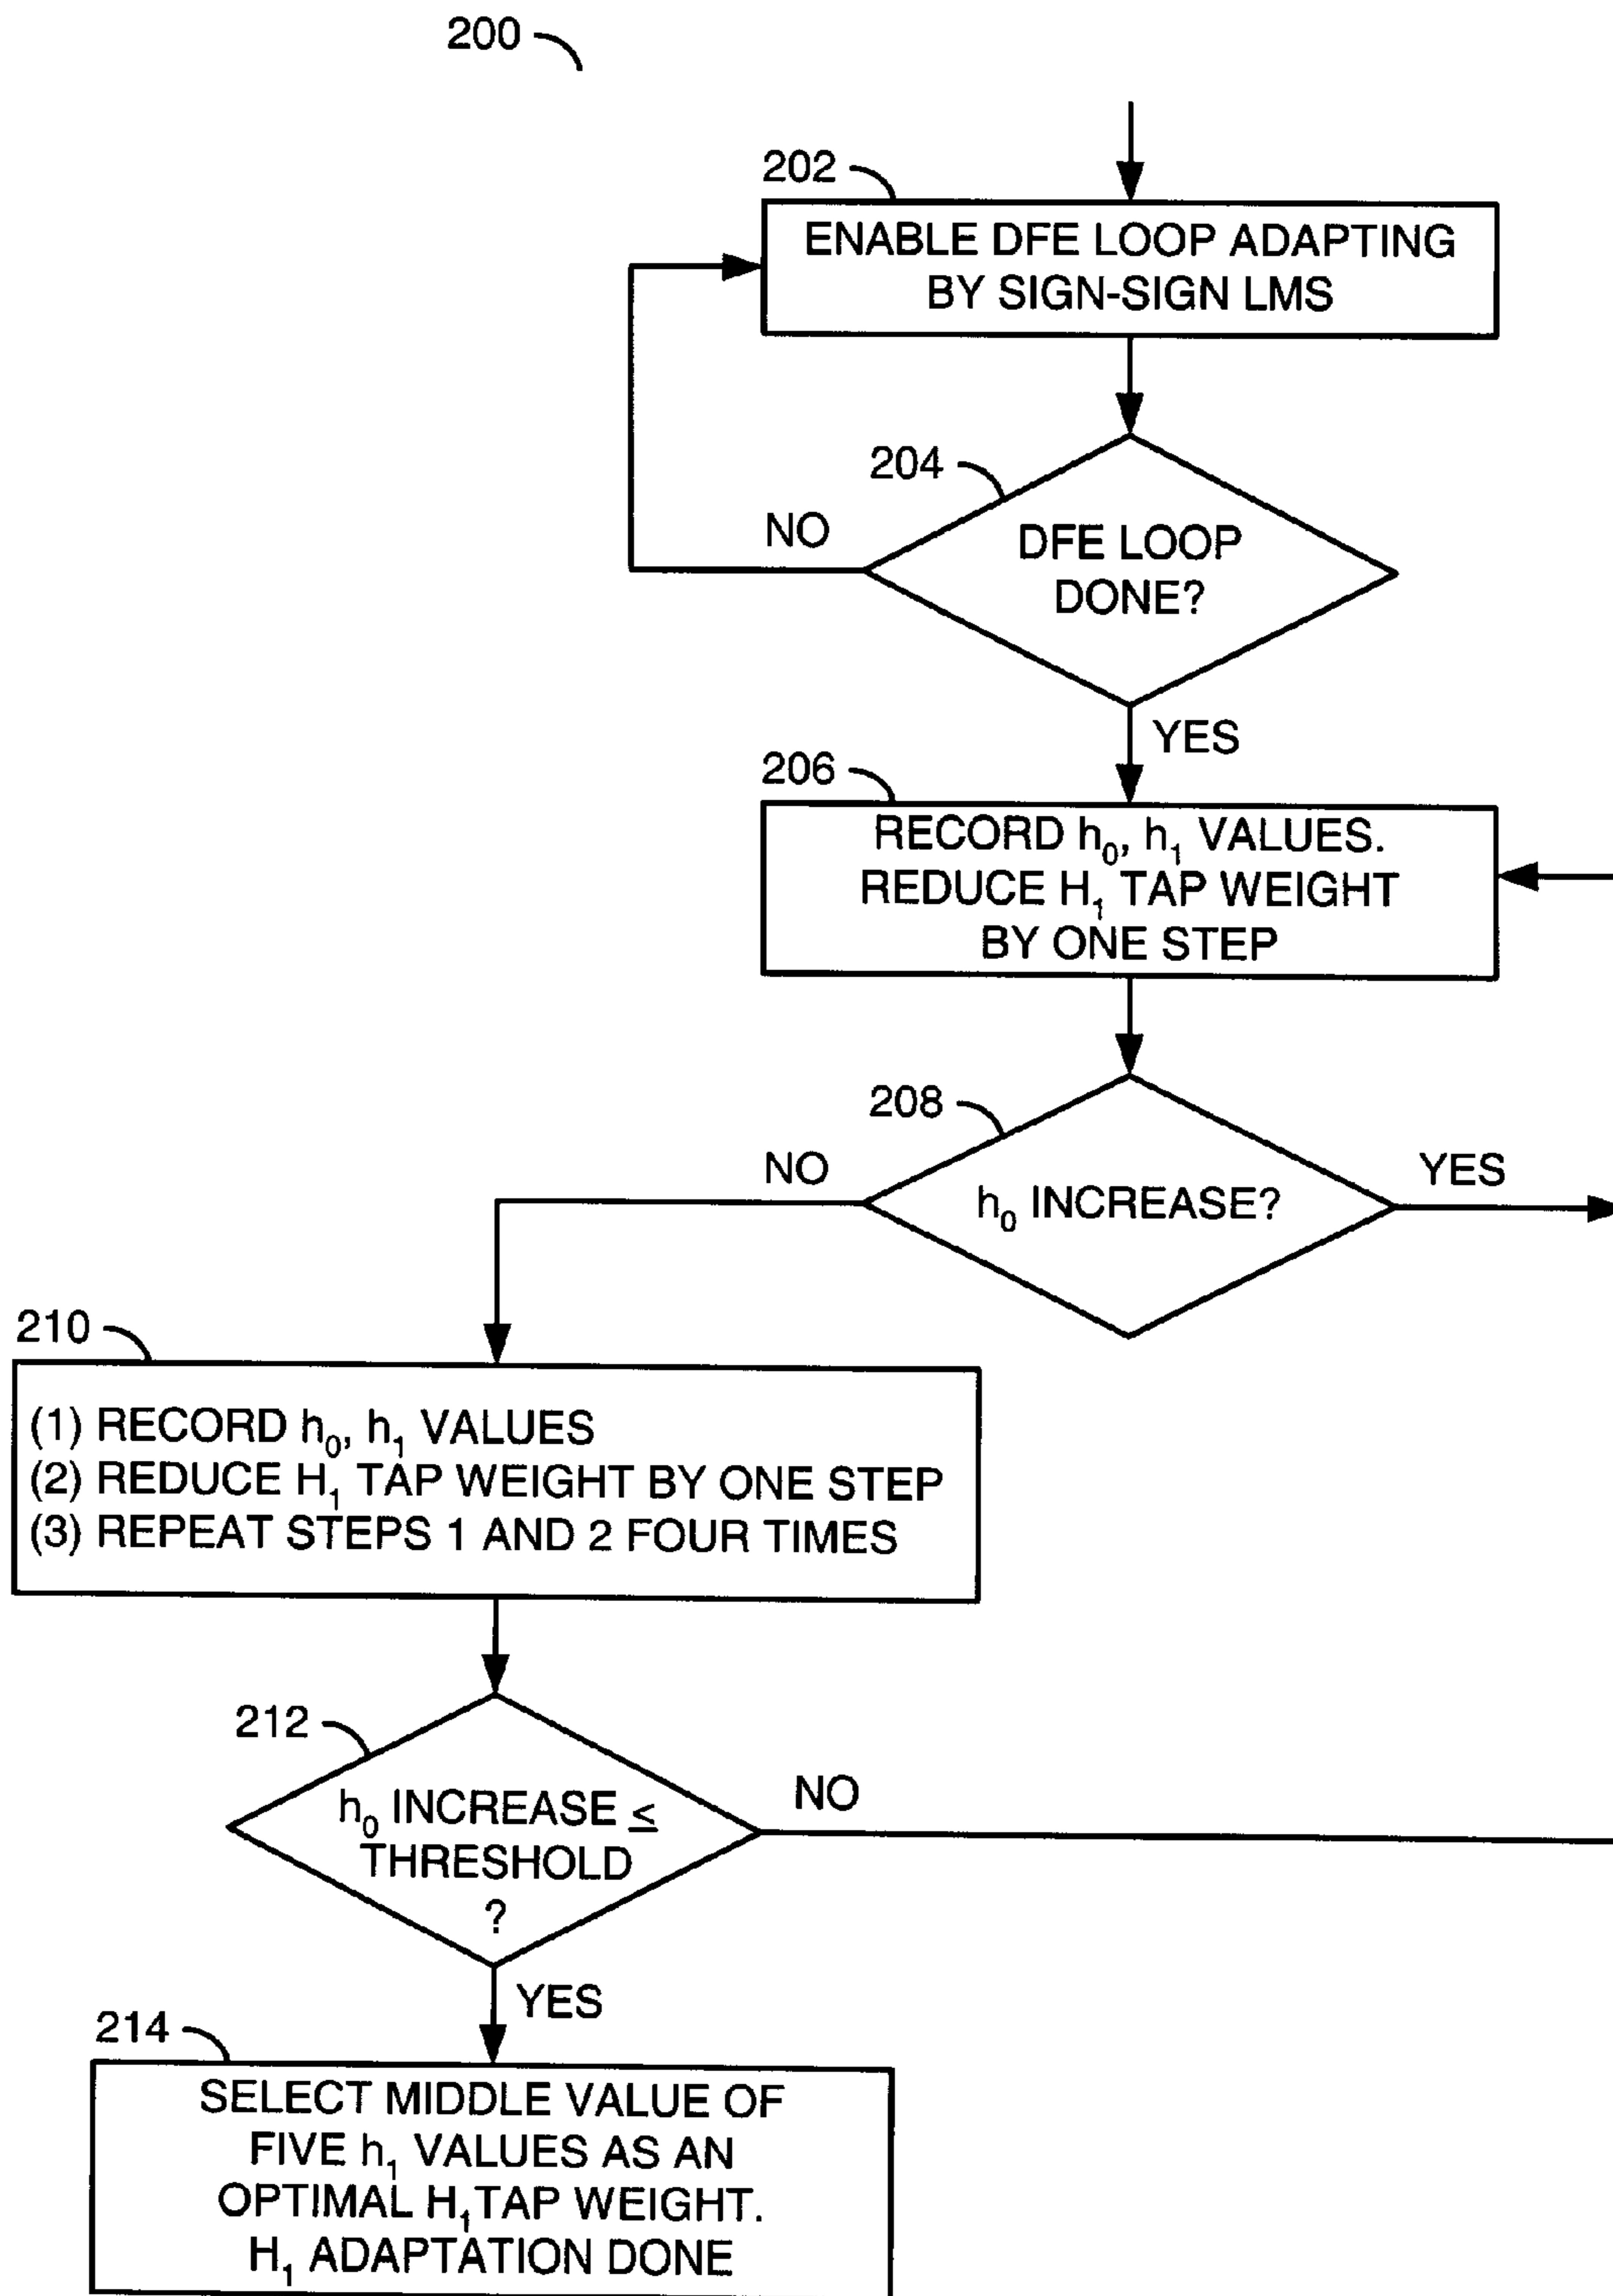 200
202
ENABLE DFE LOOP ADAPTING
BY SIGN-SIGN LMS
204
NO
DFE LOOP
DONE?
YES
206
RECORD h₀, h₁ VALUES.
REDUCE H₁ TAP WEIGHT
BY ONE STEP
208
NO
h₀ INCREASE?
YES
210
(1) RECORD h₀, h₁ VALUES
(2) REDUCE H₁ TAP WEIGHT BY ONE STEP
(3) REPEAT STEPS 1 AND 2 FOUR TIMES
212
h₀ INCREASE ≤
THRESHOLD
?
NO
YES
214
SELECT MIDDLE VALUE OF
FIVE h₁ VALUES AS AN
OPTIMAL H₁ TAP WEIGHT.
H₁ ADAPTATION DONE